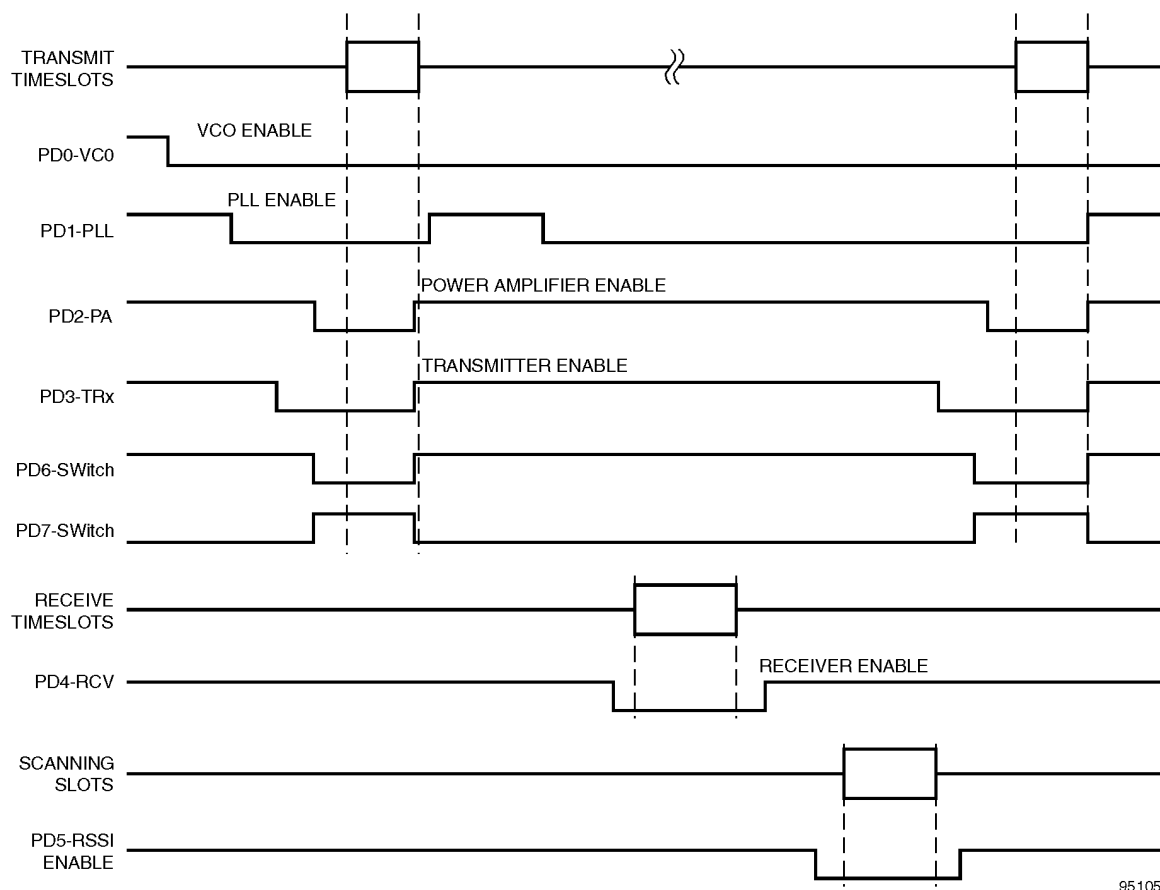 TRANSMIT
TIMESLOTS
VCO ENABLE
PD0-VC0
PLL ENABLE
PD1-PLL
POWER AMPLIFIER ENABLE
PD2-PA
TRANSMITTER ENABLE
PD3-TRx
PD6-SWitch
PD7-SWitch
RECEIVE
TIMESLOTS
RECEIVER ENABLE
PD4-RCV
SCANNING
SLOTS
PD5-RSSI
ENABLE
95105